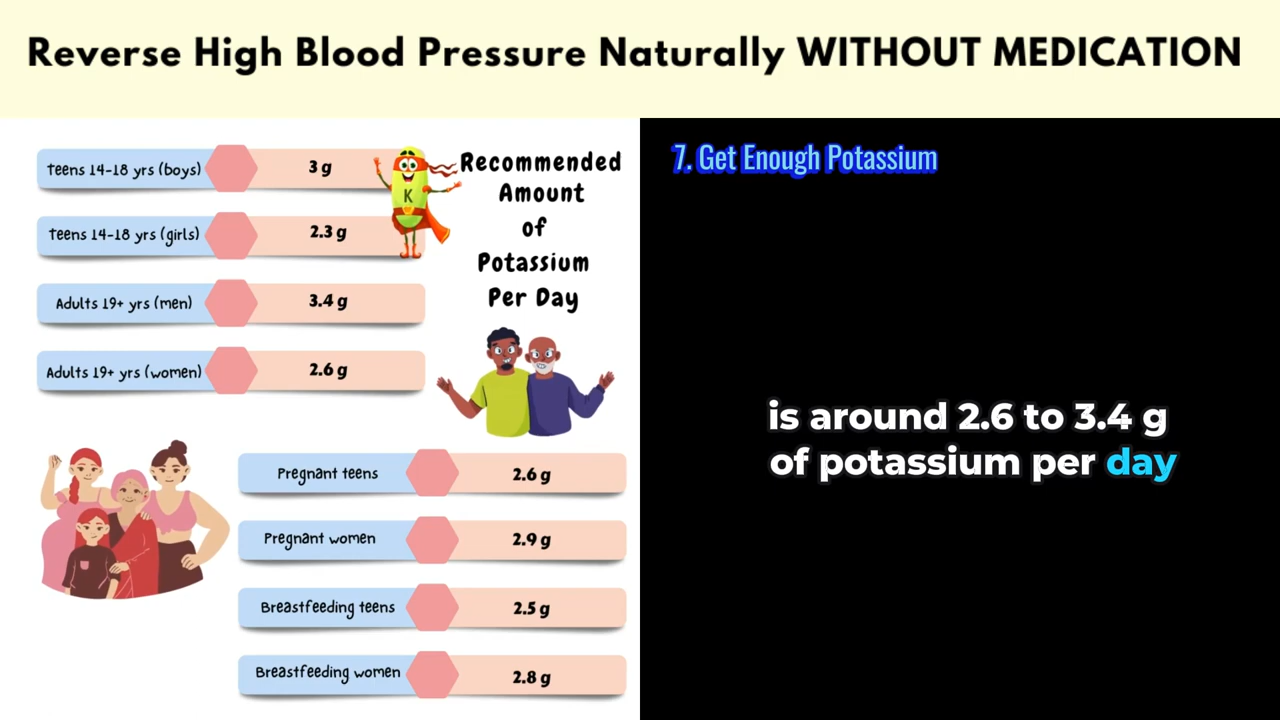 Reverse High Blood Pressure Naturally WITHOUT MEDICATION
Teens 14-18 yrs (boys) 3 g
Teens 14-18 yrs (girls) 2.3 g
Adults 19+ yrs (men) 3.4 g
Adults 19+ yrs (women) 2.6 g
K
Recommended
Amount
of
Potassium
Per Day
Pregnant teens 2.6 g
Pregnant women 2.9 g
Breastfeeding teens 2.5 g
Breastfeeding women 2.8 g
7. Get Enough Potassium
is around 2.6 to 3.4 g
of potassium per day